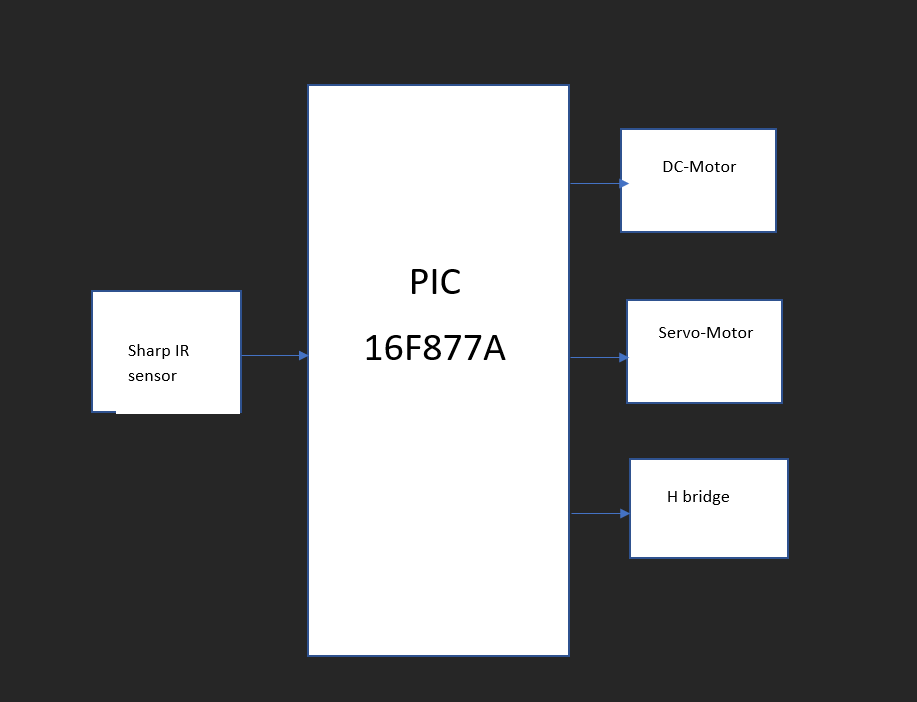 DC-Motor
PIC
16F877A
Servo-Motor
Sharp IR
sensor
H bridge